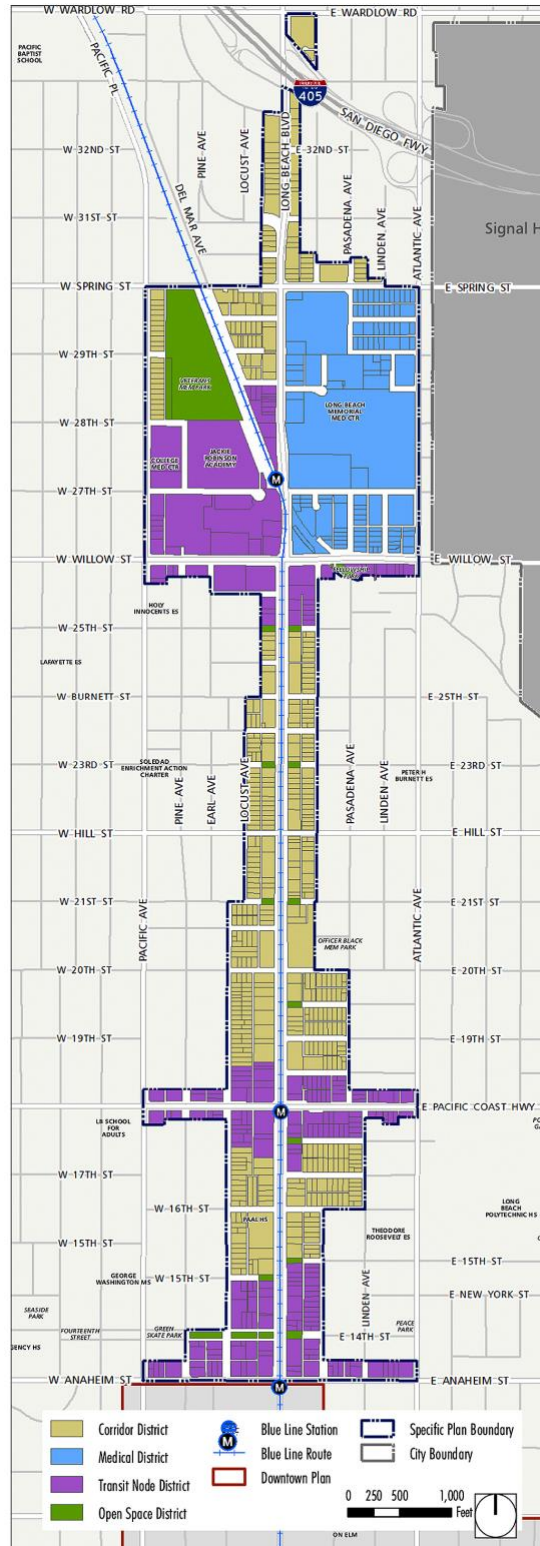 W WARDLOW RD
E WARDLOW RD
PACIFIC
BAPTIST
SCHOOL
PACIFIC PL
405
SAN DIEGO FWY
W 32ND ST
PINE AVE
LOCUST AVE
LONG BEACH BLVD
E 32ND ST
DEL MAR AVE
PASADENA AVE
LINDEN AVE
ATLANTIC AVE
W 31ST ST
Signal H
W SPRING ST
E SPRING ST
W 29TH ST
VETERANS
MEM PARK
LONG BEACH
MEMORIAL
MED CTR
W 28TH ST
COLLEGE
MED CTR
JACKIE
ROBINSON
ACADEMY
M
W 27TH ST
W WILLOW ST
E WILLOW ST
HOLY
INNOCENTS ES
W 25TH ST
LAFAYETTE ES
W BURNETT ST
E 25TH ST
SOLEDAD
ENRICHMENT ACTION
CHARTER
W 23RD ST
E 23RD ST
PINE AVE
EARL AVE
LOCUST AVE
PASADENA AVE
LINDEN AVE
PETER H
BURNETT ES
W HILL ST
E HILL ST
W 21ST ST
E 21ST ST
PACIFIC AVE
ATLANTIC AVE
OFFICER BLACK
MEM PARK
W 20TH ST
E 20TH ST
W 19TH ST
E 19TH ST
M
E PACIFIC COAST HWY
LB SCHOOL
FOR
ADULTS
W 17TH ST
W 16TH ST
LONG
BEACH
POLYTECHNIC HS
PAAL HS
THEODORE
ROOSEVELT ES
W 15TH ST
E 15TH ST
GEORGE
WASHINGTON MS
W 15TH ST
LINDEN AVE
E NEW YORK ST
SEASIDE
PARK
FOURTEENTH
STREET
GREEN
SKATE PARK
PEACE
PARK
E 14TH ST
GENCY HS
W ANAHEIM ST
M
E ANAHEIM ST
Corridor District
Medical District
Transit Node District
Open Space District
M
Blue Line Station
Blue Line Route
Downtown Plan
Specific Plan Boundary
City Boundary
0 250 500 1,000
Feet
ON ELM